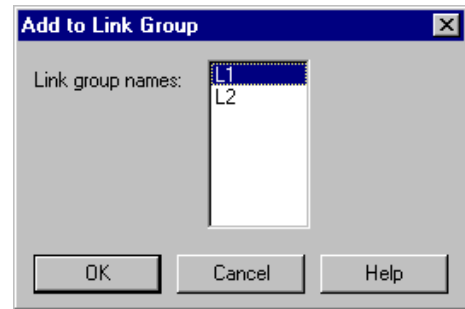 Add to Link Group
Link group names:
L1
L2
OK Cancel Help